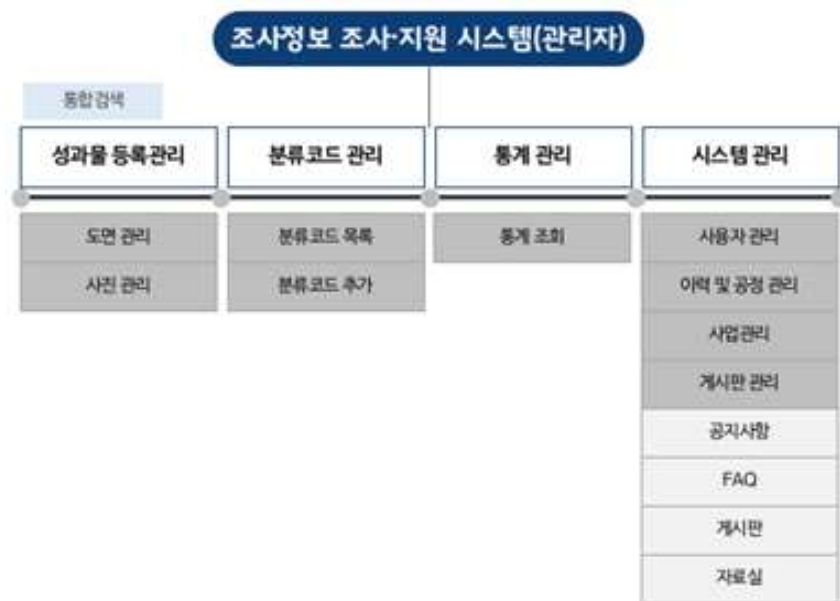 조사정보 조사·지원 시스템(관리자)
통합검색
성과물 등록관리
분류코드 관리
통계 관리
시스템 관리
도면 관리
사진 관리
분류코드 목록
분류코드 추가
통계 조회
사용자 관리
이력 및 공정 관리
사업관리
게시판 관리
공지사항
FAQ
게시판
자료실